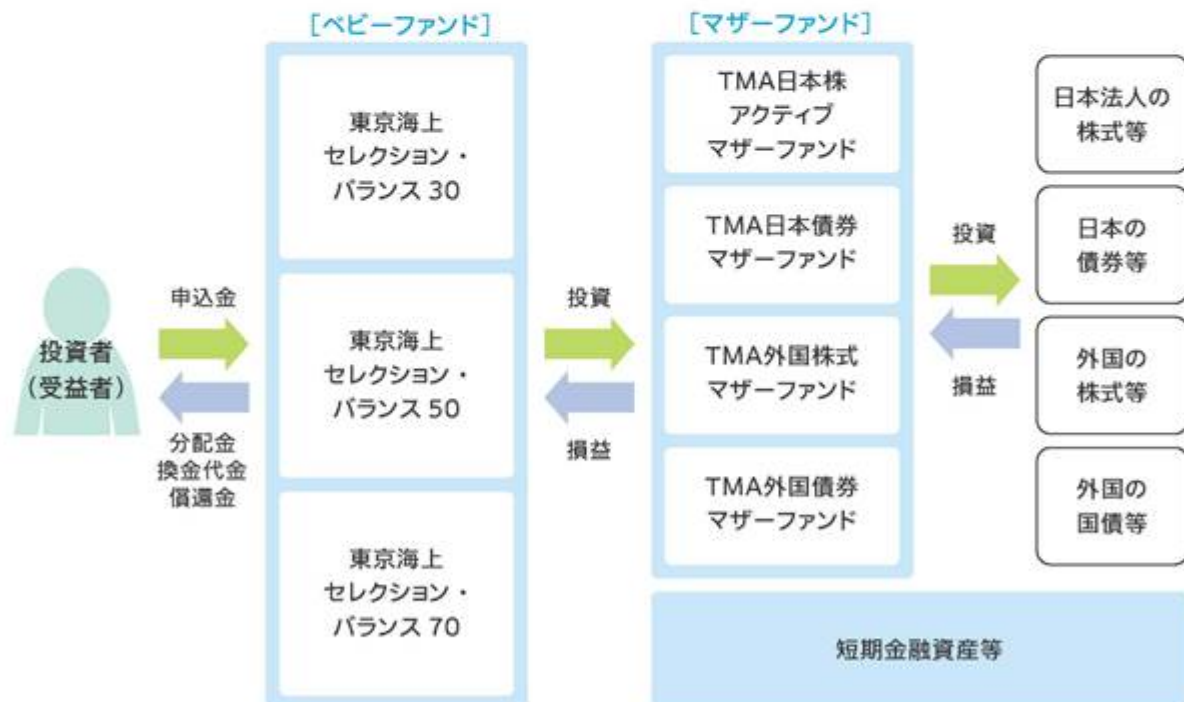 [ベビーファンド]
[マザーファンド]
投資者
(受益者)
申込金
分配金
換金代金
償還金
東京海上
セレクション・
バランス 30
東京海上
セレクション・
バランス 50
東京海上
セレクション・
バランス 70
投資
損益
TMA日本株
アクティブ
マザーファンド
TMA日本債券
マザーファンド
TMA外国株式
マザーファンド
TMA外国債券
マザーファンド
投資
損益
日本法人の
株式等
日本の
債券等
外国の
株式等
外国の
国債等
短期金融資産等